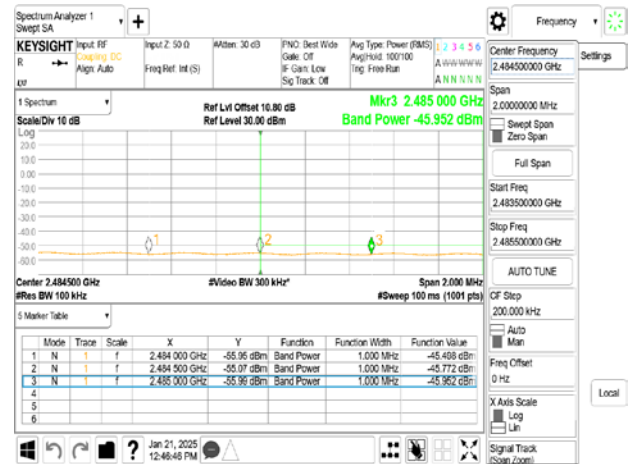 Spectrum Analyzer 1
Swept SA
Frequency
KEYSIGHT Input: RF Input Z: 50 Ω #Atten: 30 dB PNO: Best Wide Avg Type: Power (RMS) 1 2 3 4 5 6
R Coupling: DC Gate: Off Avg|Hold: 100/100 A W W W W W
Align: Auto Freq Ref: Int (S) IF Gain: Low Trig: Free Run
Sig Track: Off A N N N N N
1 Spectrum
Scale/Div 10 dB
Ref Lvl Offset 10.80 dB
Ref Level 30.00 dBm
Mkr3 2.485 000 GHz
Band Power -45.952 dBm
Log
20.0
10.0
0.00
-10.0
-20.0
-30.0
-40.0
-50.0
-60.0
1
2
3
Center 2.484500 GHz #Video BW 300 kHz* Span 2.000 MHz
#Res BW 100 kHz #Sweep 100 ms (1001 pts)
5 Marker Table
Mode Trace Scale X Y Function Function Width Function Value
1 N 1 f 2.484 000 GHz -55.95 dBm Band Power 1.000 MHz -45.498 dBm
2 N 1 f 2.484 500 GHz -55.07 dBm Band Power 1.000 MHz -45.772 dBm
3 N 1 f 2.485 000 GHz -55.99 dBm Band Power 1.000 MHz -45.952 dBm
4
5
6
Jan 21, 2025
12:46:46 PM
Center Frequency
2.484500000 GHz
Settings
Span
2.00000000 MHz
Swept Span
Zero Span
Full Span
Start Freq
2.483500000 GHz
Stop Freq
2.485500000 GHz
AUTO TUNE
CF Step
200.000 kHz
Auto
Man
Freq Offset
0 Hz
X Axis Scale
Log
Lin
Local
Signal Track
(Span Zoom)